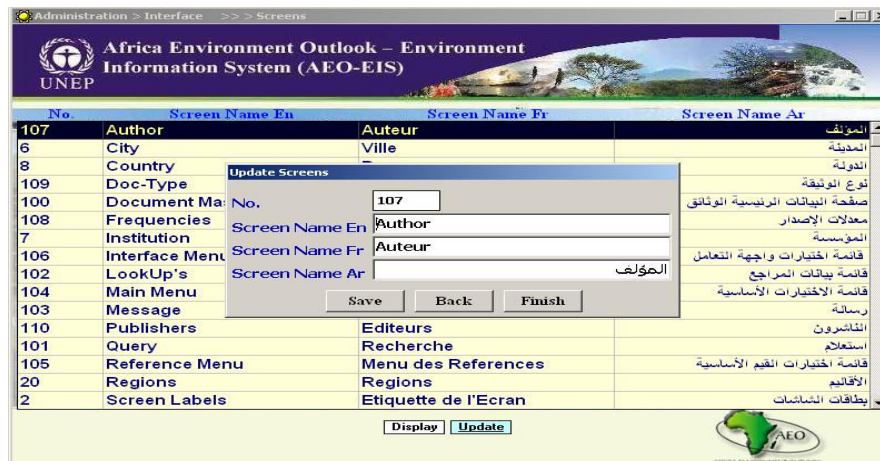 Administration > Interface >> > Screens
Africa Environment Outlook – Environment
Information System (AEO-EIS)
UNEP
No. Screen Name En Screen Name Fr Screen Name Ar
107 Author Auteur المؤلف
6 City Ville المدينة
8 Country الدولة
109 Doc-Type نوع الوثيقة
100 Document Ma صفحة البيانات الرئيسية الوثائق
108 Frequencies معدلات الإصدار
7 Institution المؤسسة
106 Interface Menu قائمة اختيارات واجهة التعامل
102 LookUp's قائمة بيانات المراجع
104 Main Menu قائمة الاختيارات الأساسية
103 Message رسالة
110 Publishers Editeurs الناشرون
101 Query Recherche استعلام
105 Reference Menu Menu des References قائمة اختيارات القيم الأساسية
20 Regions Regions الأقاليم
2 Screen Labels Etiquette de l'Ecran بطاقات الشاشات
Update Screens
No. 107
Screen Name En Author
Screen Name Fr Auteur
Screen Name Ar المؤلف
Save Back Finish
Display Update
AEO